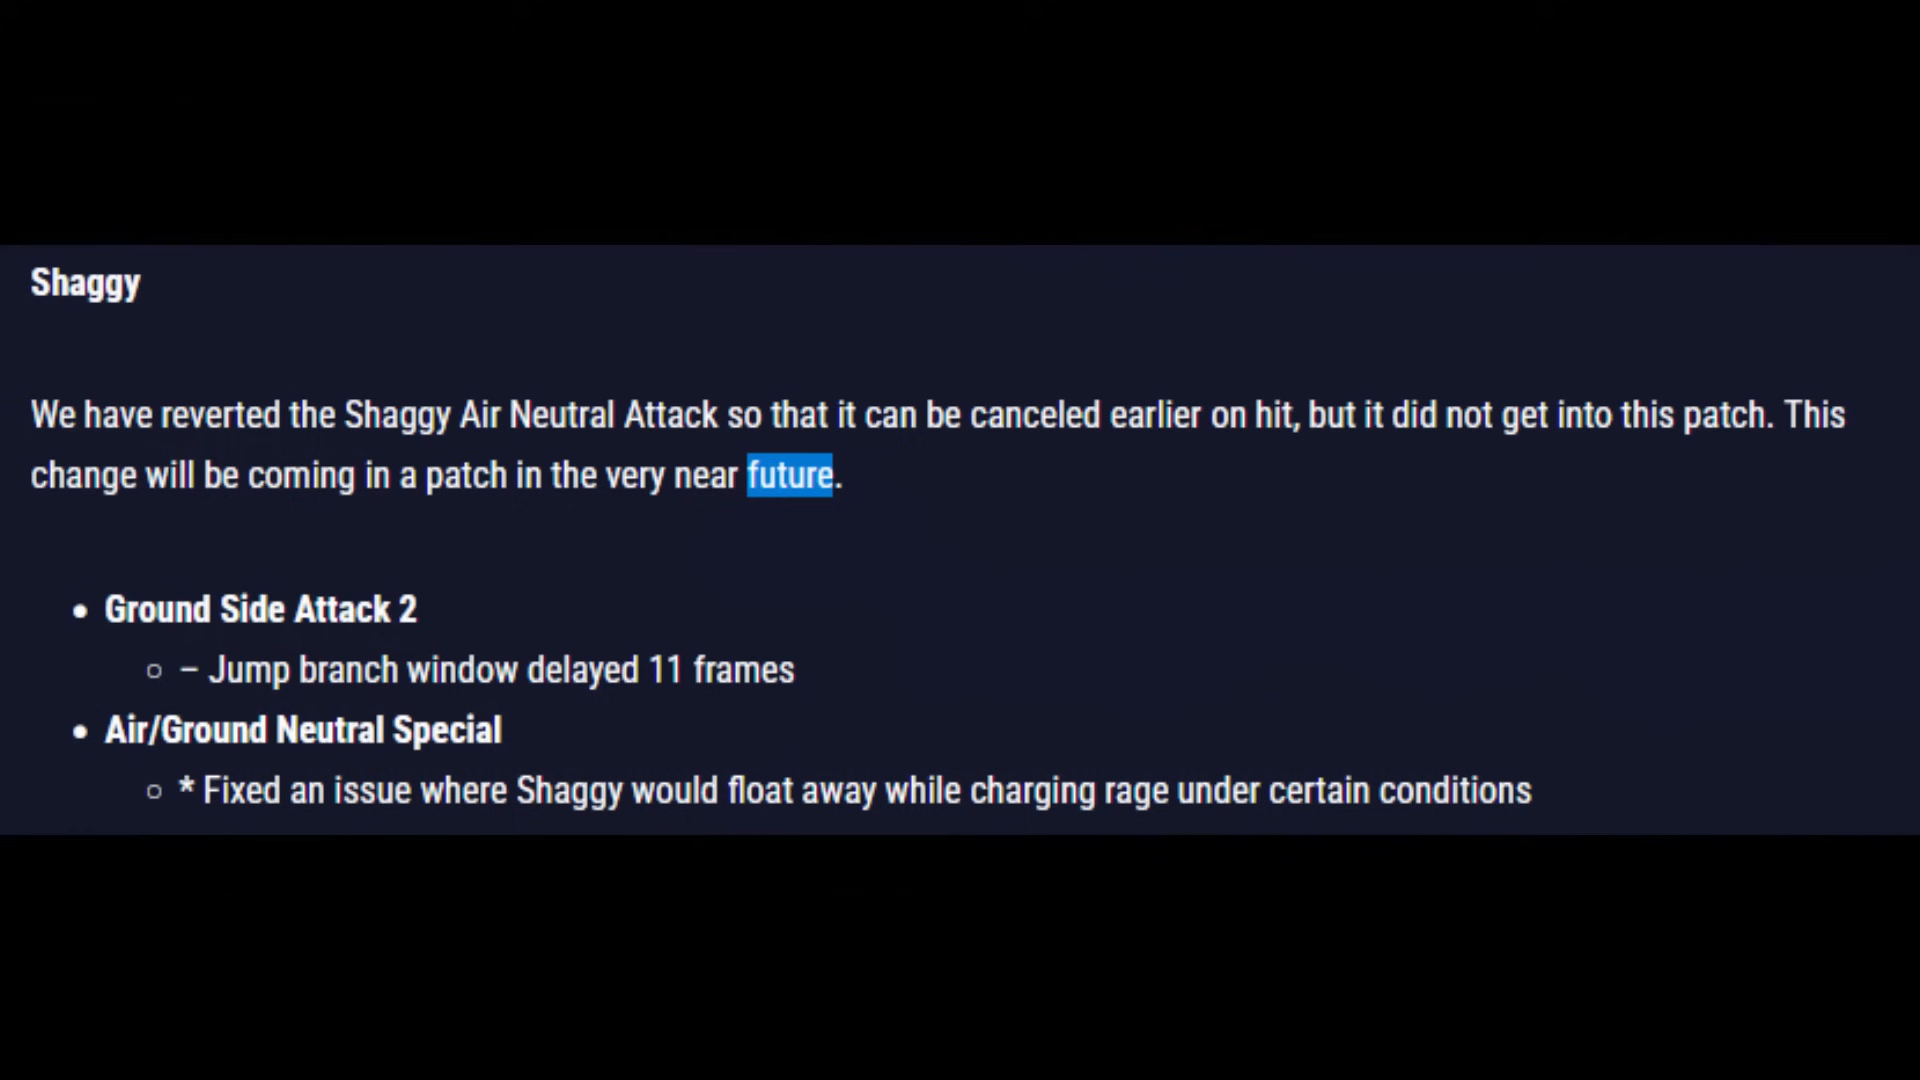 Shaggy
We have reverted the Shaggy Air Neutral Attack so that it can be canceled earlier on hit, but it did not get into this patch. This
change will be coming in a patch in the very near future.
• Ground Side Attack 2
○ – Jump branch window delayed 11 frames
• Air/Ground Neutral Special
○ * Fixed an issue where Shaggy would float away while charging rage under certain conditions